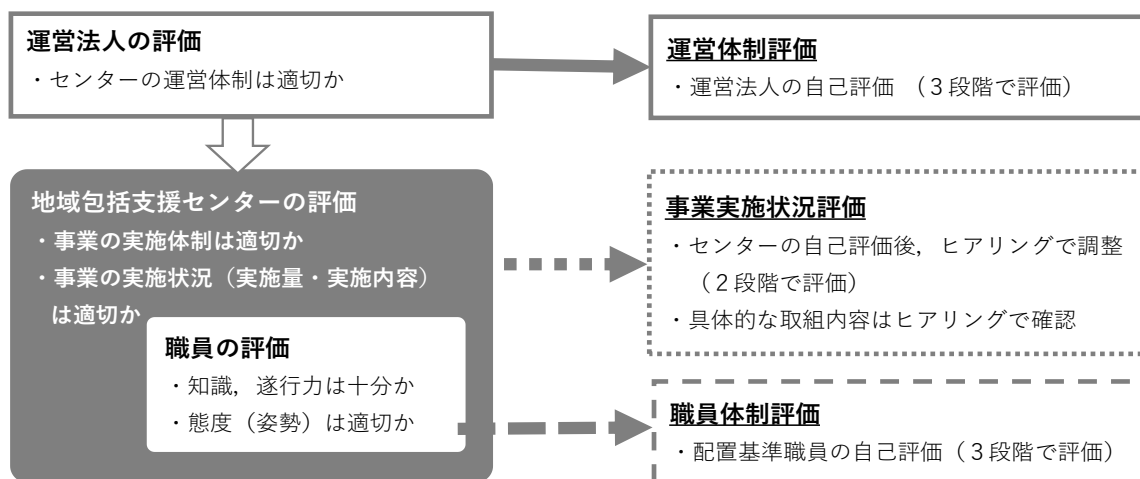 運営法人の評価
・センターの運営体制は適切か
運営体制評価
・運営法人の自己評価 （３段階で評価）
地域包括支援センターの評価
・事業の実施体制は適切か
・事業の実施状況（実施量・実施内容）
は適切か
事業実施状況評価
・センターの自己評価後，ヒアリングで調整
（２段階で評価）
・具体的な取組内容はヒアリングで確認
職員の評価
・知識，遂行力は十分か
・態度（姿勢）は適切か
職員体制評価
・配置基準職員の自己評価（３段階で評価）